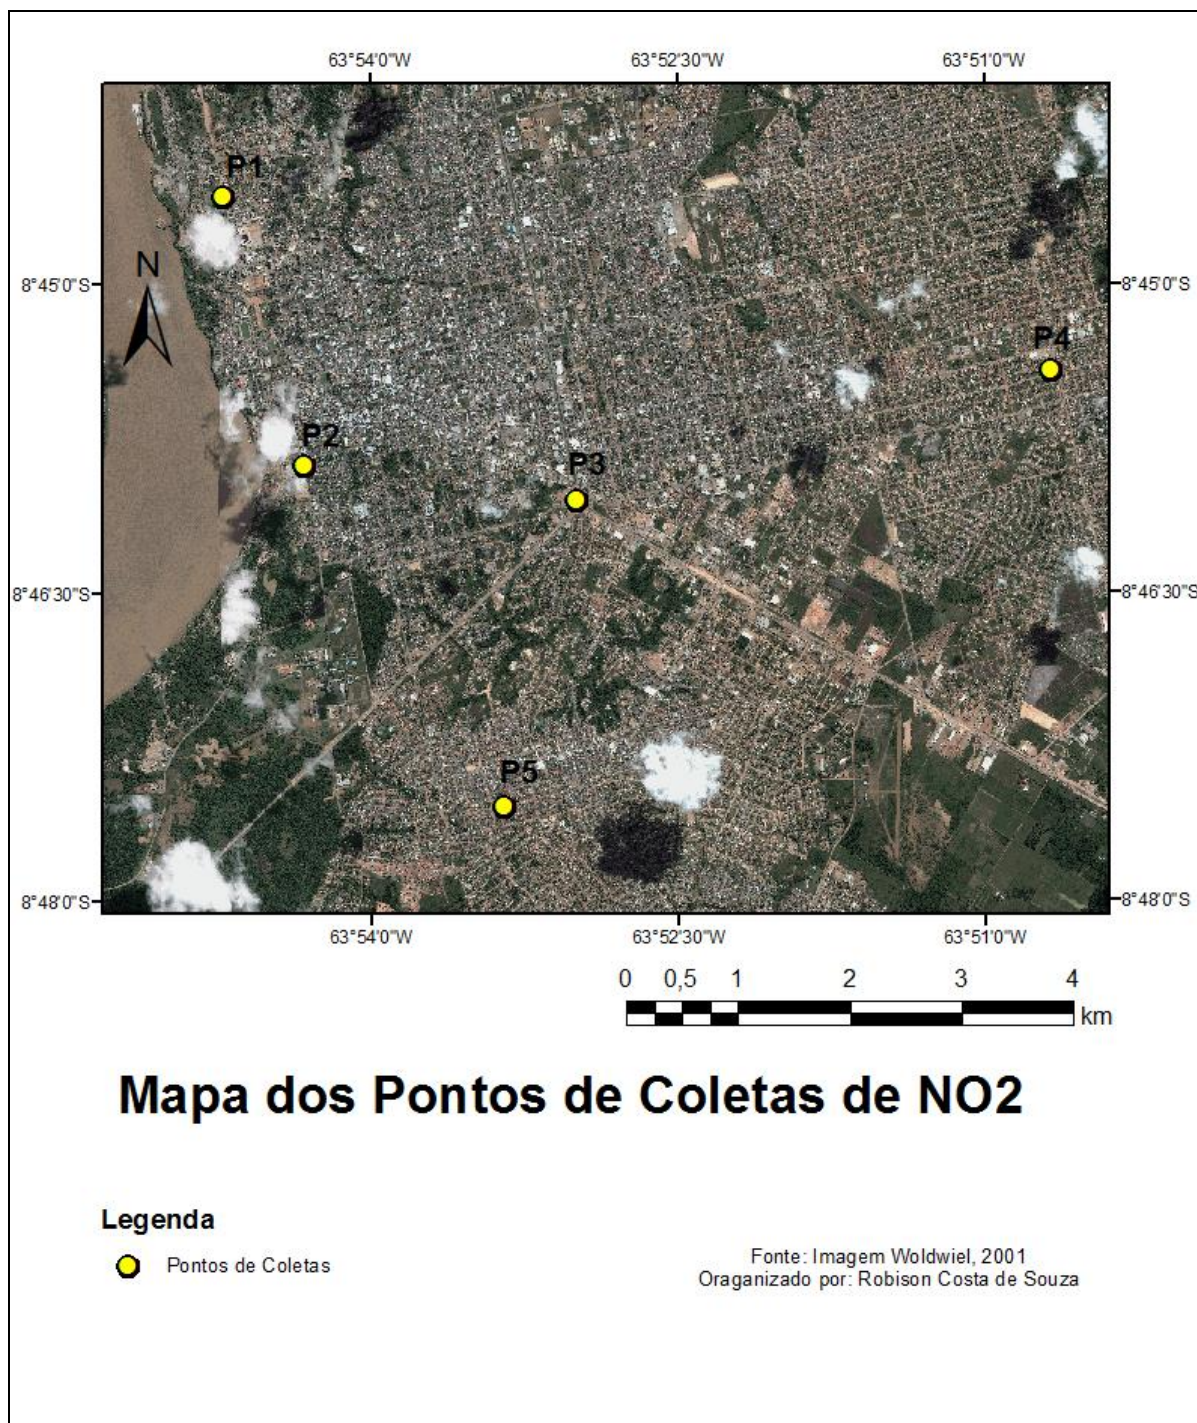 63°54'0"W 63°52'30"W 63°51'0"W
P1
N
8°45'0"S 8°45'0"S
P4
P2
P3
8°46'30"S 8°46'30"S
P5
8°48'0"S 8°48'0"S
63°54'0"W 63°52'30"W 63°51'0"W
0 0,5 1 2 3 4
km
Mapa dos Pontos de Coletas de NO2
Legenda
Pontos de Coletas
Fonte: Imagem Woldwiel, 2001
Oraganizado por: Robison Costa de Souza